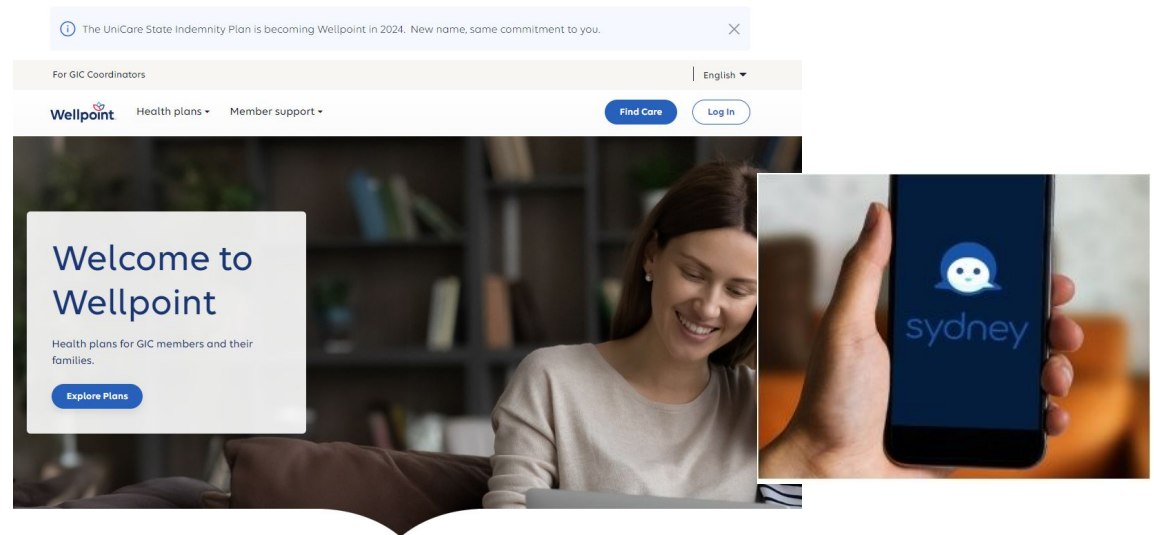 The UniCare State Indemnity Plan is becoming Wellpoint in 2024. New name, same commitment to you.
For GIC Coordinators
English
Wellpoint
Health plans
Member support
Find Care
Log In
Welcome to
Wellpoint
Health plans for GIC members and their
families.
Explore Plans
sydney